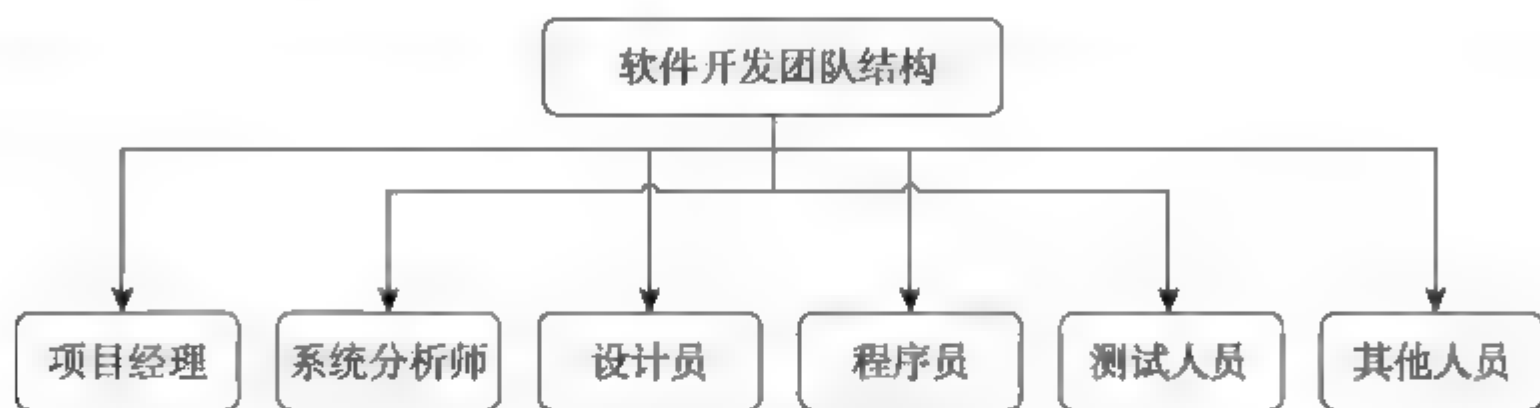 软件开发团队结构
项目经理
系统分析师
设计员
程序员
测试人员
其他人员